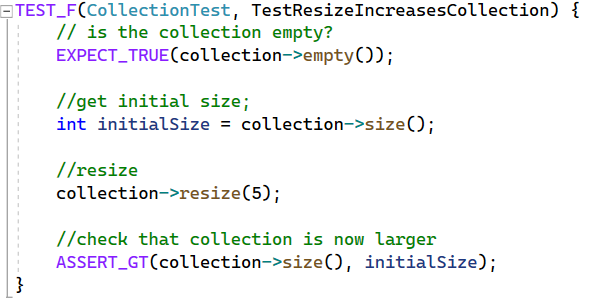 TEST_F(CollectionTest, TestResizeIncreasesCollection) {
// is the collection empty?
EXPECT_TRUE(collection->empty());
//get initial size;
int initialSize = collection->size();
//resize
collection->resize(5);
//check that collection is now larger
ASSERT_GT(collection->size(), initialSize);
}